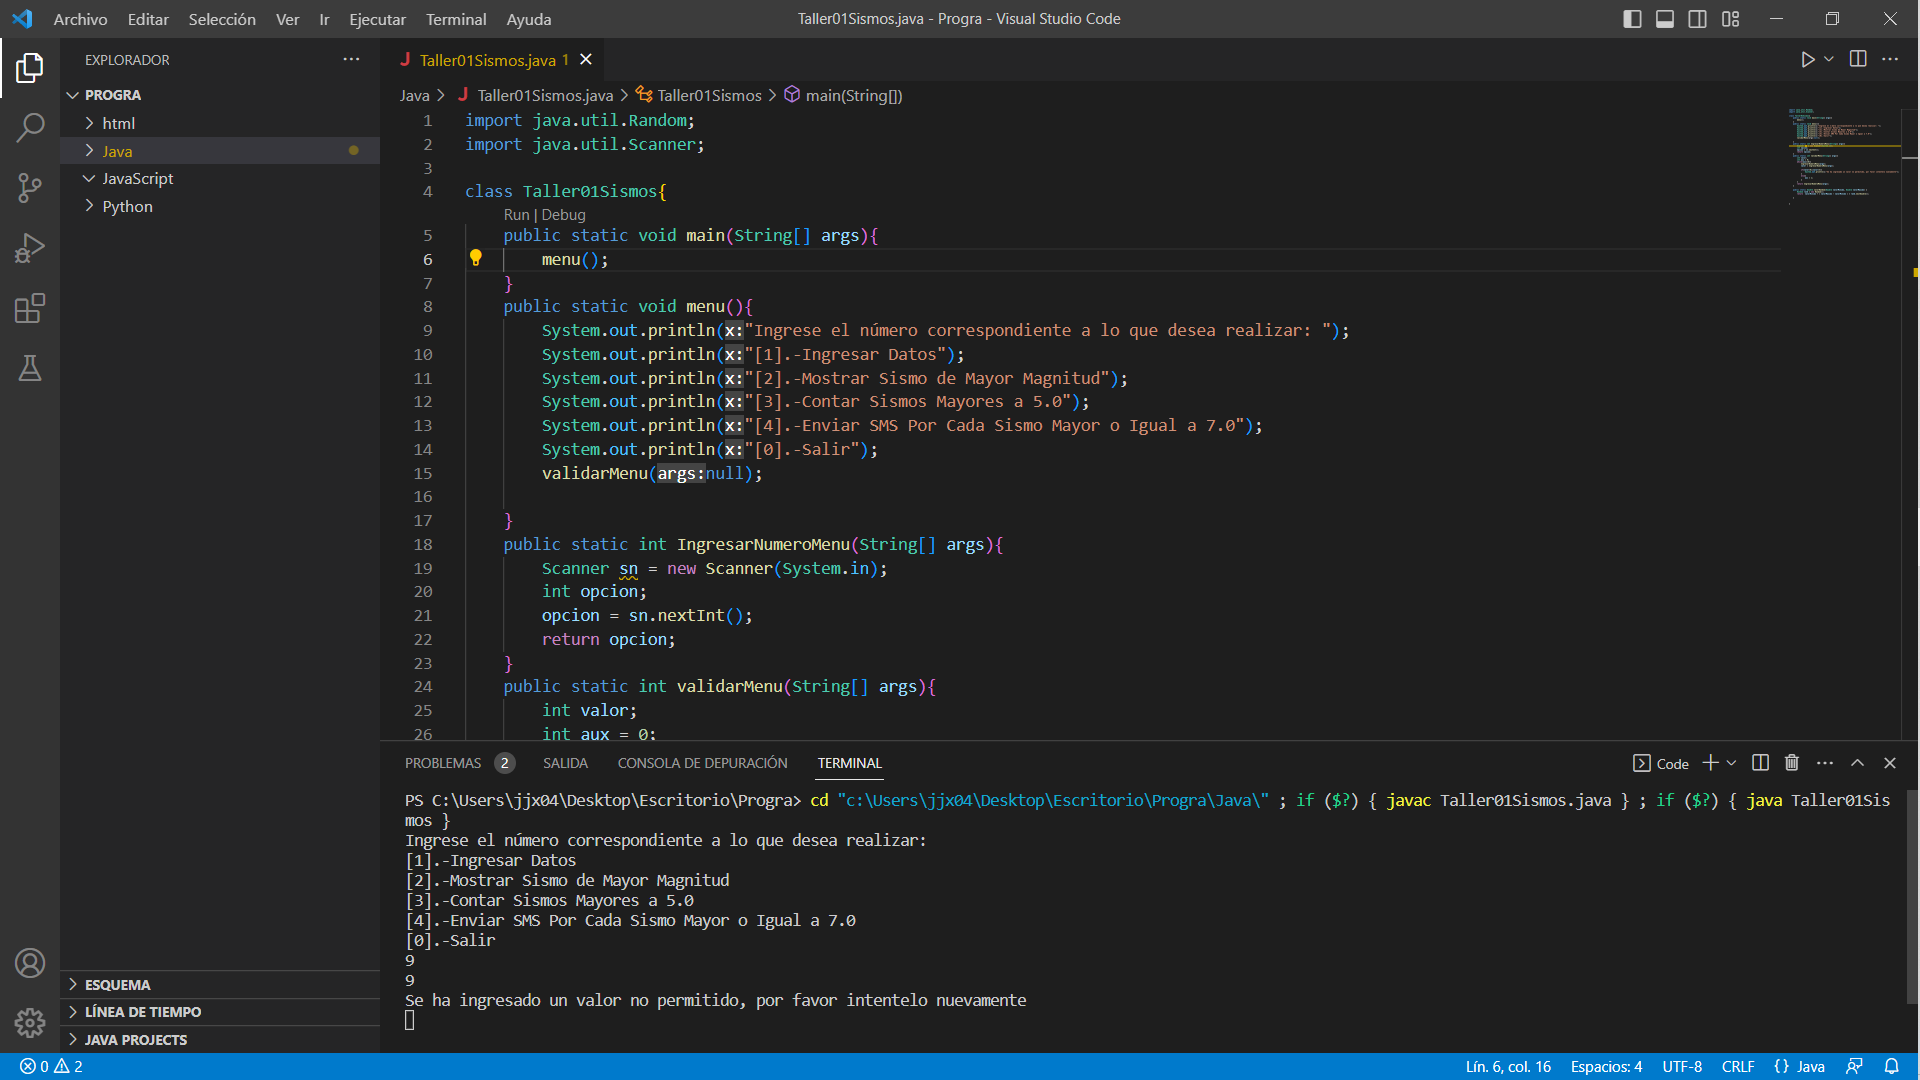 Archivo Editar Selección Ver Ir Ejecutar Terminal Ayuda
Taller01Sismos.java - Progra - Visual Studio Code
EXPLORADOR
PROGRA
html
Java
JavaScript
Python
ESQUEMA
LÍNEA DE TIEMPO
JAVA PROJECTS
J Taller01Sismos.java 1
Java > J Taller01Sismos.java > Taller01Sismos > main(String[])
1 import java.util.Random;
2 import java.util.Scanner;
3
4 class Taller01Sismos{
Run | Debug
5 public static void main(String[] args){
6 menu();
7 }
8 public static void menu(){
9 System.out.println(x:"Ingrese el número correspondiente a lo que desea realizar: ");
10 System.out.println(x:"[1].-Ingresar Datos");
11 System.out.println(x:"[2].-Mostrar Sismo de Mayor Magnitud");
12 System.out.println(x:"[3].-Contar Sismos Mayores a 5.0");
13 System.out.println(x:"[4].-Enviar SMS Por Cada Sismo Mayor o Igual a 7.0");
14 System.out.println(x:"[0].-Salir");
15 validarMenu(args:null);
16
17 }
18 public static int IngresarNumeroMenu(String[] args){
19 Scanner sn = new Scanner(System.in);
20 int opcion;
21 opcion = sn.nextInt();
22 return opcion;
23 }
24 public static int validarMenu(String[] args){
25 int valor;
26 int aux = 0;
PROBLEMAS 2 SALIDA CONSOLA DE DEPURACIÓN TERMINAL
Code
PS C:\Users\jjx04\Desktop\Escritorio\Progra> cd "c:\Users\jjx04\Desktop\Escritorio\Progra\Java\" ; if ($?) { javac Taller01Sismos.java } ; if ($?) { java Taller01Sis
mos }
Ingrese el número correspondiente a lo que desea realizar:
[1].-Ingresar Datos
[2].-Mostrar Sismo de Mayor Magnitud
[3].-Contar Sismos Mayores a 5.0
[4].-Enviar SMS Por Cada Sismo Mayor o Igual a 7.0
[0].-Salir
9
9
Se ha ingresado un valor no permitido, por favor intentelo nuevamente
0 2
Lín. 6, col. 16 Espacios: 4 UTF-8 CRLF {} Java